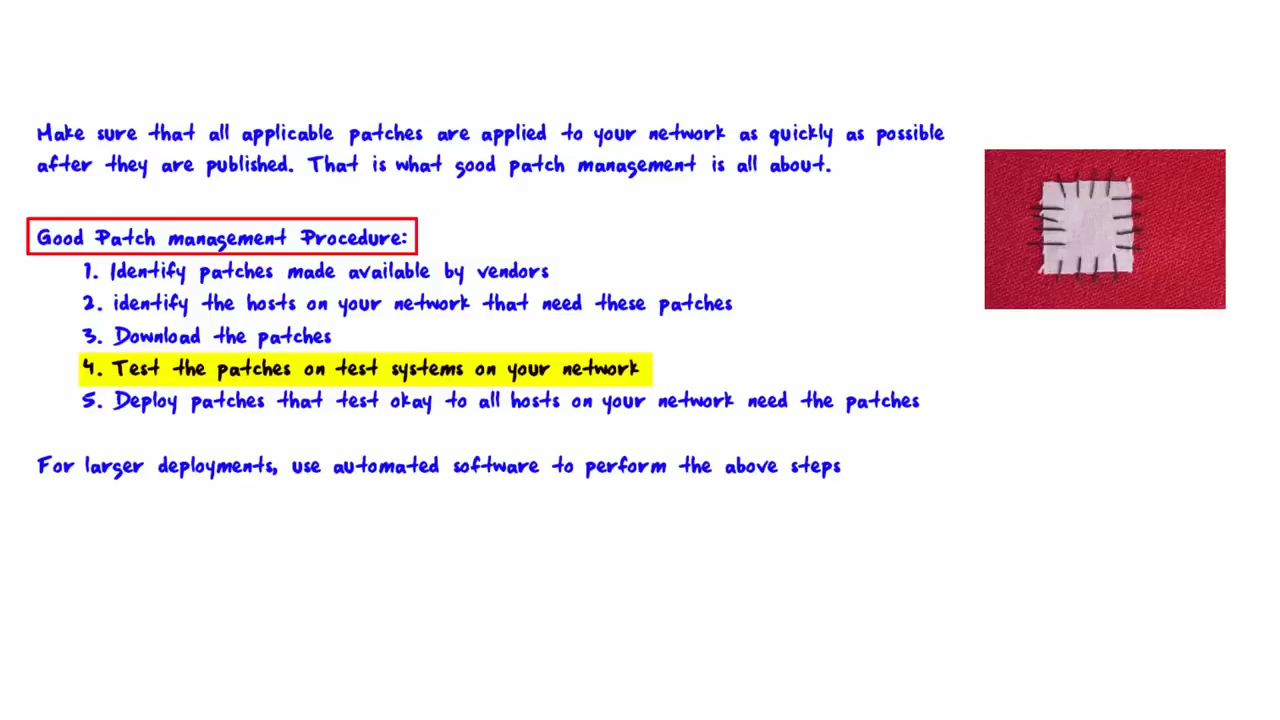 Make sure that all applicable patches are applied to your network as quickly as possible
after they are published. That is what good patch management is all about.
Good Patch management Procedure:
1. Identify patches made available by vendors
2. identify the hosts on your network that need these patches
3. Download the patches
4. Test the patches on test systems on your network
5. Deploy patches that test okay to all hosts on your network need the patches
For larger deployments, use automated software to perform the above steps